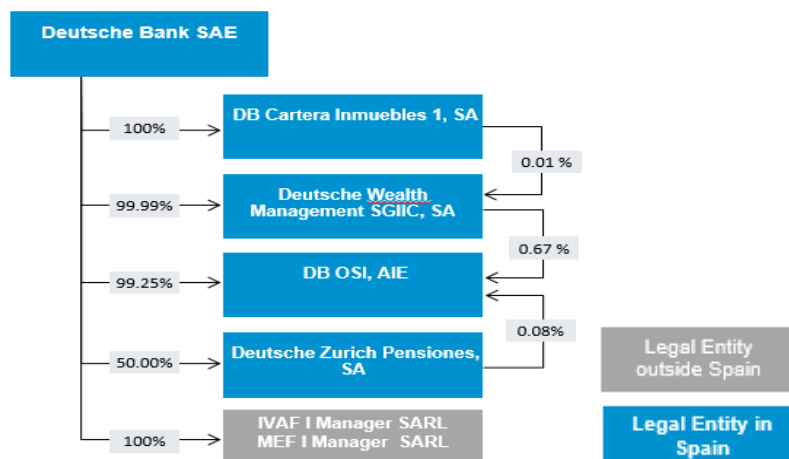 Deutsche Bank SAE
100%
DB Cartera Inmuebles 1, SA
0.01 %
99.99%
Deutsche Wealth
Management SGIIC, SA
0.67 %
99.25%
DB OSI, AIE
0.08%
50.00%
Deutsche Zurich Pensiones,
SA
Legal Entity
outside Spain
100%
IVAF I Manager SARL
MEF I Manager SARL
Legal Entity in
Spain